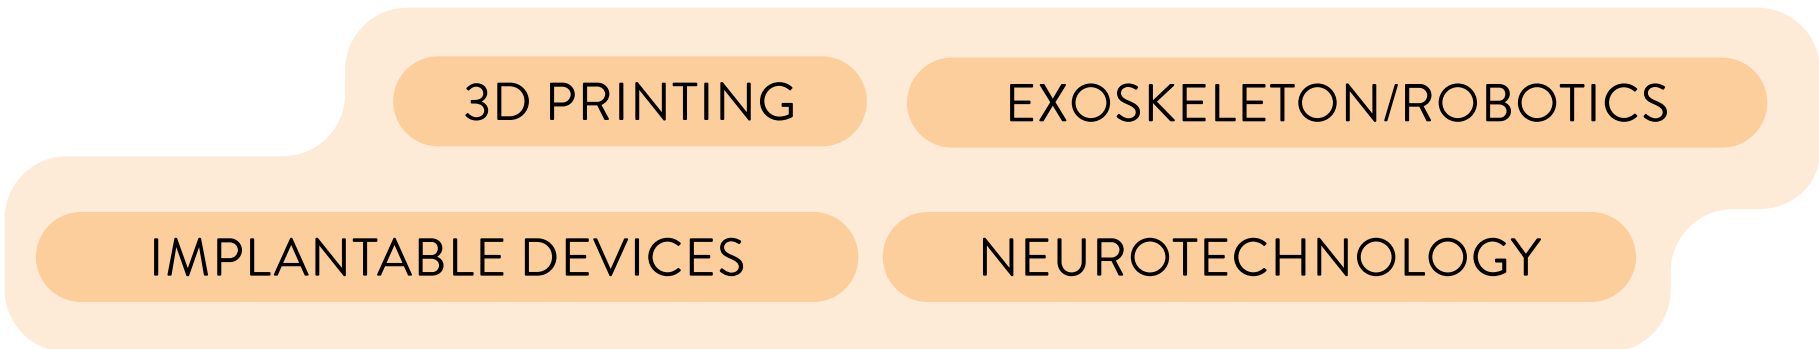 3D PRINTING
EXOSKELETON/ROBOTICS
IMPLANTABLE DEVICES
NEUROTECHNOLOGY